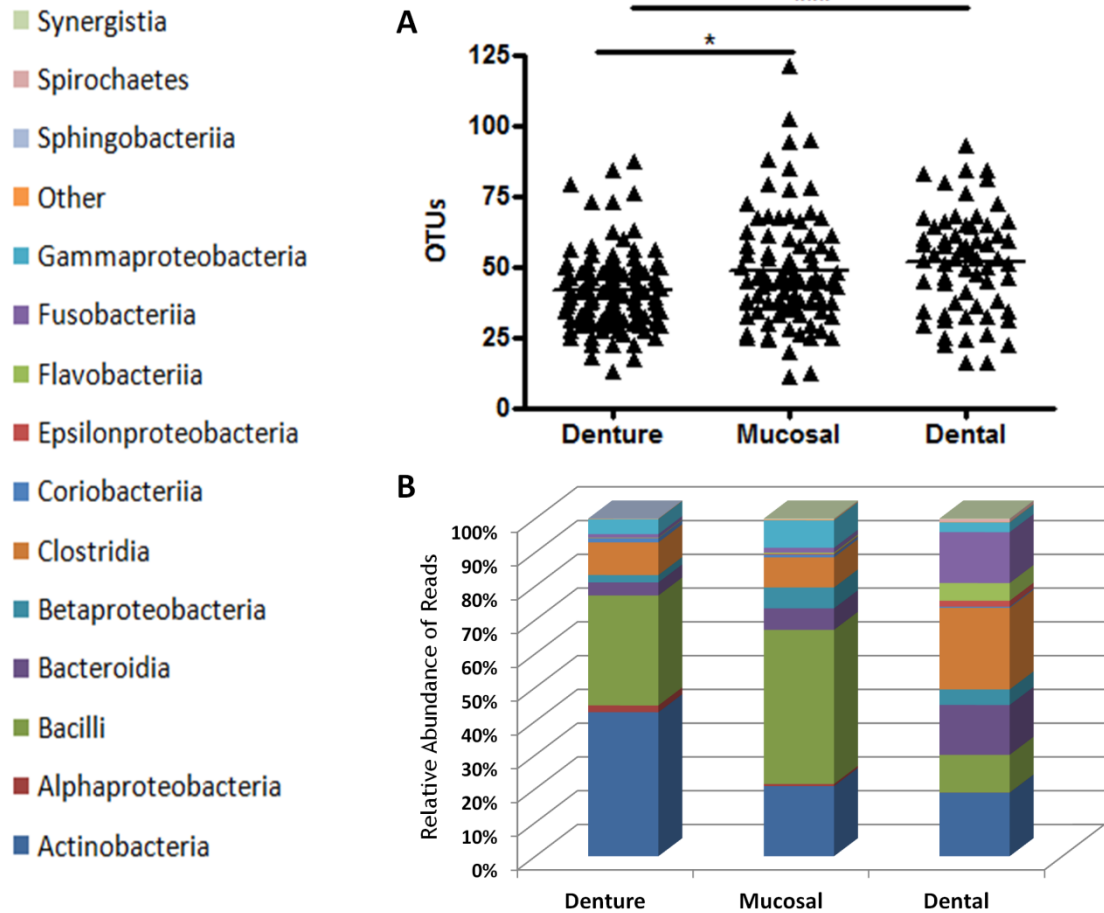 Synergistia
Spirochaetes
Sphingobacteriia
Other
Gammaproteobacteria
Fusobacteriia
Flavobacteriia
Epsilonproteobacteria
Coriobacteriia
Clostridia
Betaproteobacteria
Bacteroidia
Bacilli
Alphaproteobacteria
Actinobacteria
A
*
125
100
75
50
25
0
OTUs
Denture Mucosal Dental
B
100%
90%
80%
70%
60%
50%
40%
30%
20%
10%
0%
Relative Abundance of Reads
Denture Mucosal Dental